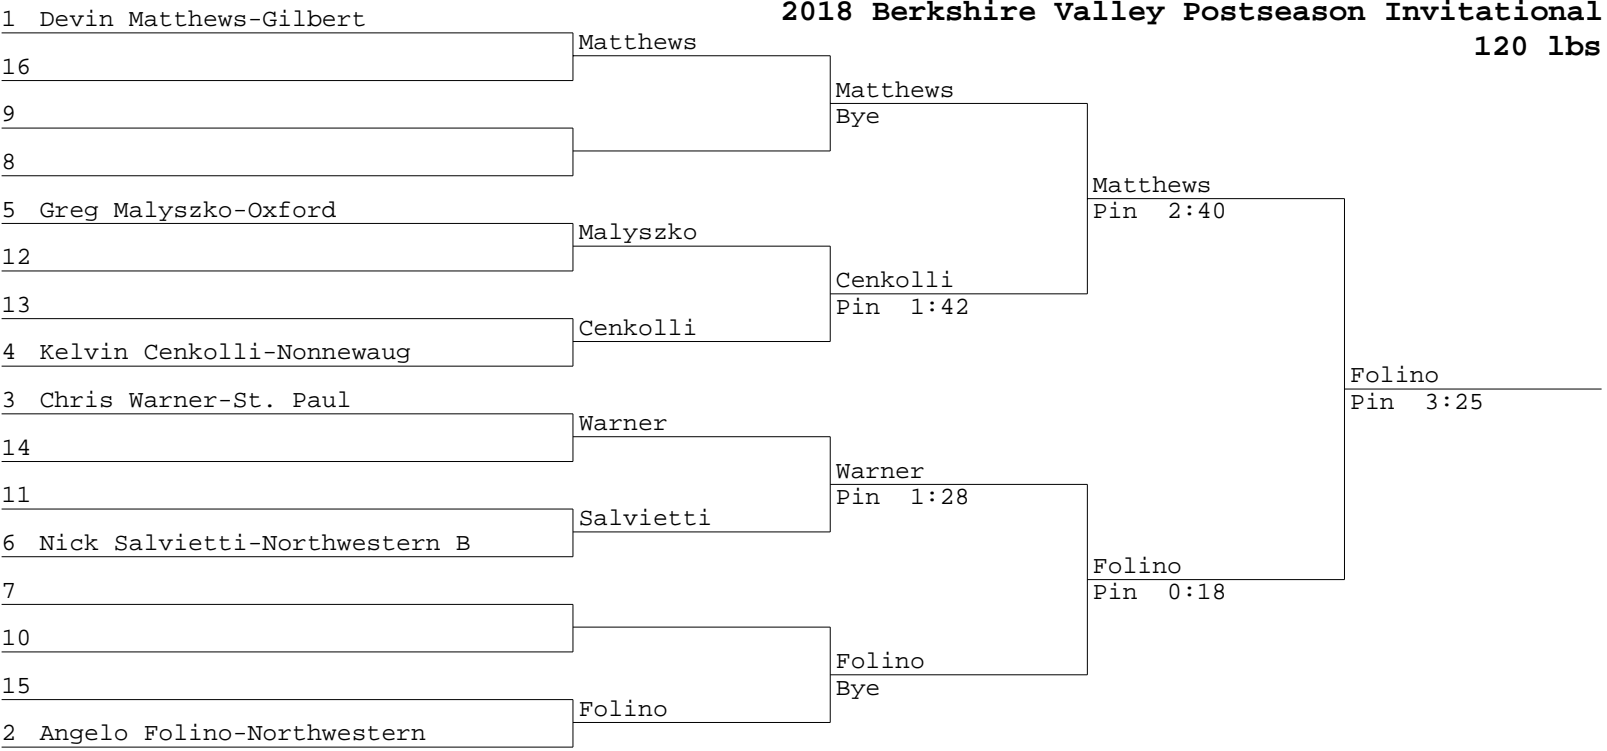 2018 Berkshire Valley Postseason Invitational
120 lbs
1 Devin Matthews-Gilbert
16
9
8
5 Greg Malyszko-Oxford
12
13
4 Kelvin Cenkolli-Nonnewaug
3 Chris Warner-St. Paul
14
11
6 Nick Salvietti-Northwestern B
7
10
15
2 Angelo Folino-Northwestern
Matthews
Malyszko
Cenkolli
Warner
Salvietti
Folino
Matthews
Bye
Cenkolli
Pin 1:42
Warner
Pin 1:28
Folino
Bye
Matthews
Pin 2:40
Folino
Pin 0:18
Folino
Pin 3:25